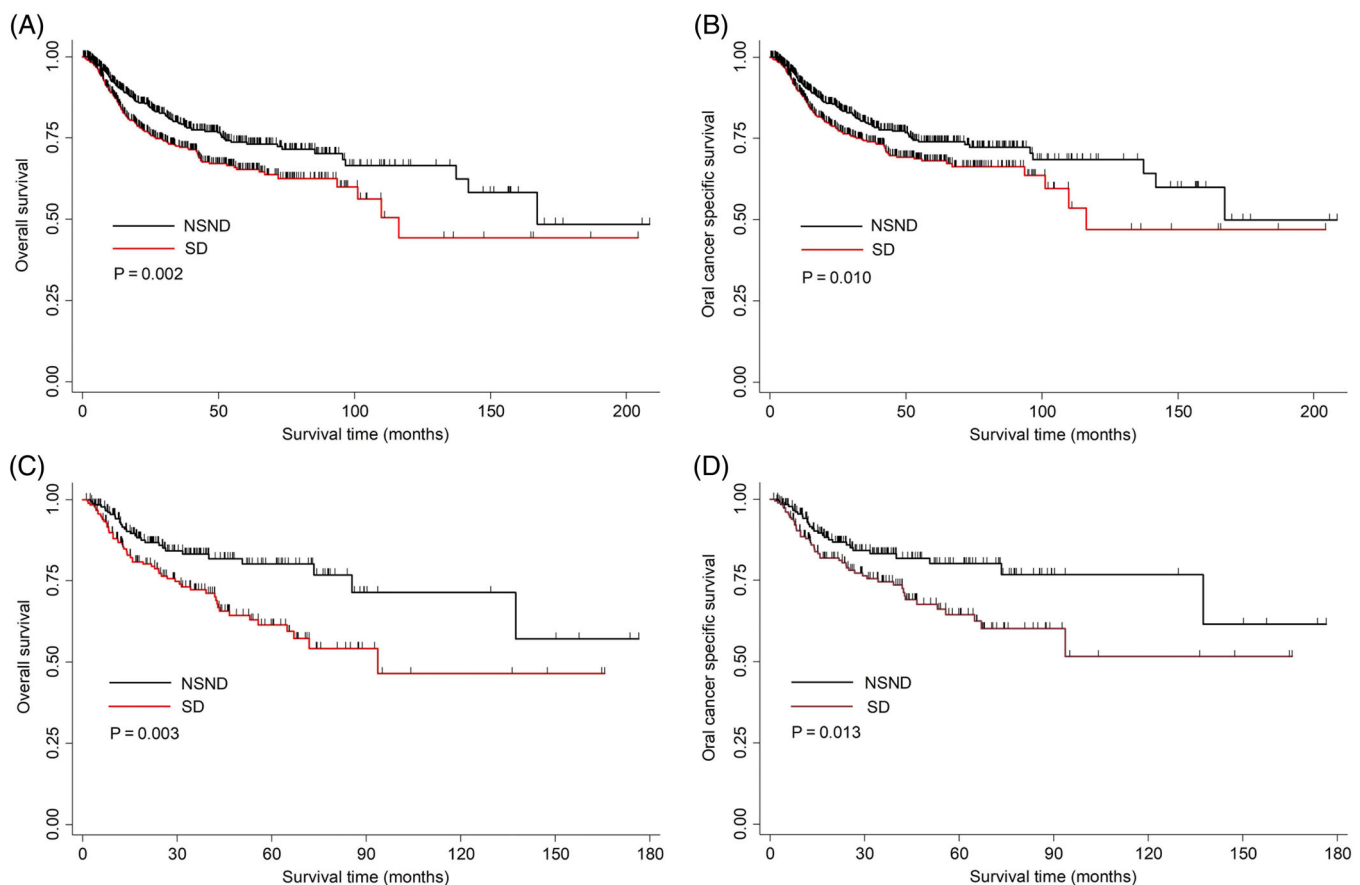 (A)
Overall survival
1.00
0.75
0.50
0.25
0.00
NSND
SD
P = 0.002
0 50 100 150 200
Survival time (months)
(B)
Oral cancer specific survival
1.00
0.75
0.50
0.25
0.00
NSND
SD
P = 0.010
0 50 100 150 200
Survival time (months)
(C)
Overall survival
1.00
0.75
0.50
0.25
0.00
NSND
SD
P = 0.003
0 30 60 90 120 150 180
Survival time (months)
(D)
Oral cancer specific survival
1.00
0.75
0.50
0.25
0.00
NSND
SD
P = 0.013
0 30 60 90 120 150 180
Survival time (months)